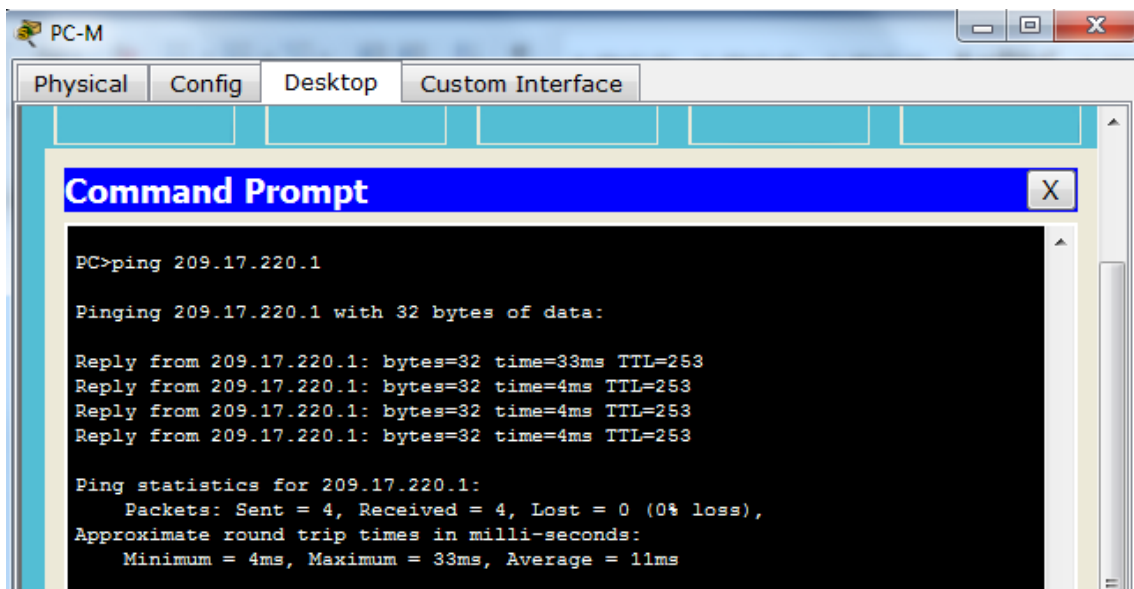 PC-M
Physical Config Desktop Custom Interface
Command Prompt X
PC>ping 209.17.220.1
Pinging 209.17.220.1 with 32 bytes of data:
Reply from 209.17.220.1: bytes=32 time=33ms TTL=253
Reply from 209.17.220.1: bytes=32 time=4ms TTL=253
Reply from 209.17.220.1: bytes=32 time=4ms TTL=253
Reply from 209.17.220.1: bytes=32 time=4ms TTL=253
Ping statistics for 209.17.220.1:
Packets: Sent = 4, Received = 4, Lost = 0 (0% loss),
Approximate round trip times in milli-seconds:
Minimum = 4ms, Maximum = 33ms, Average = 11ms